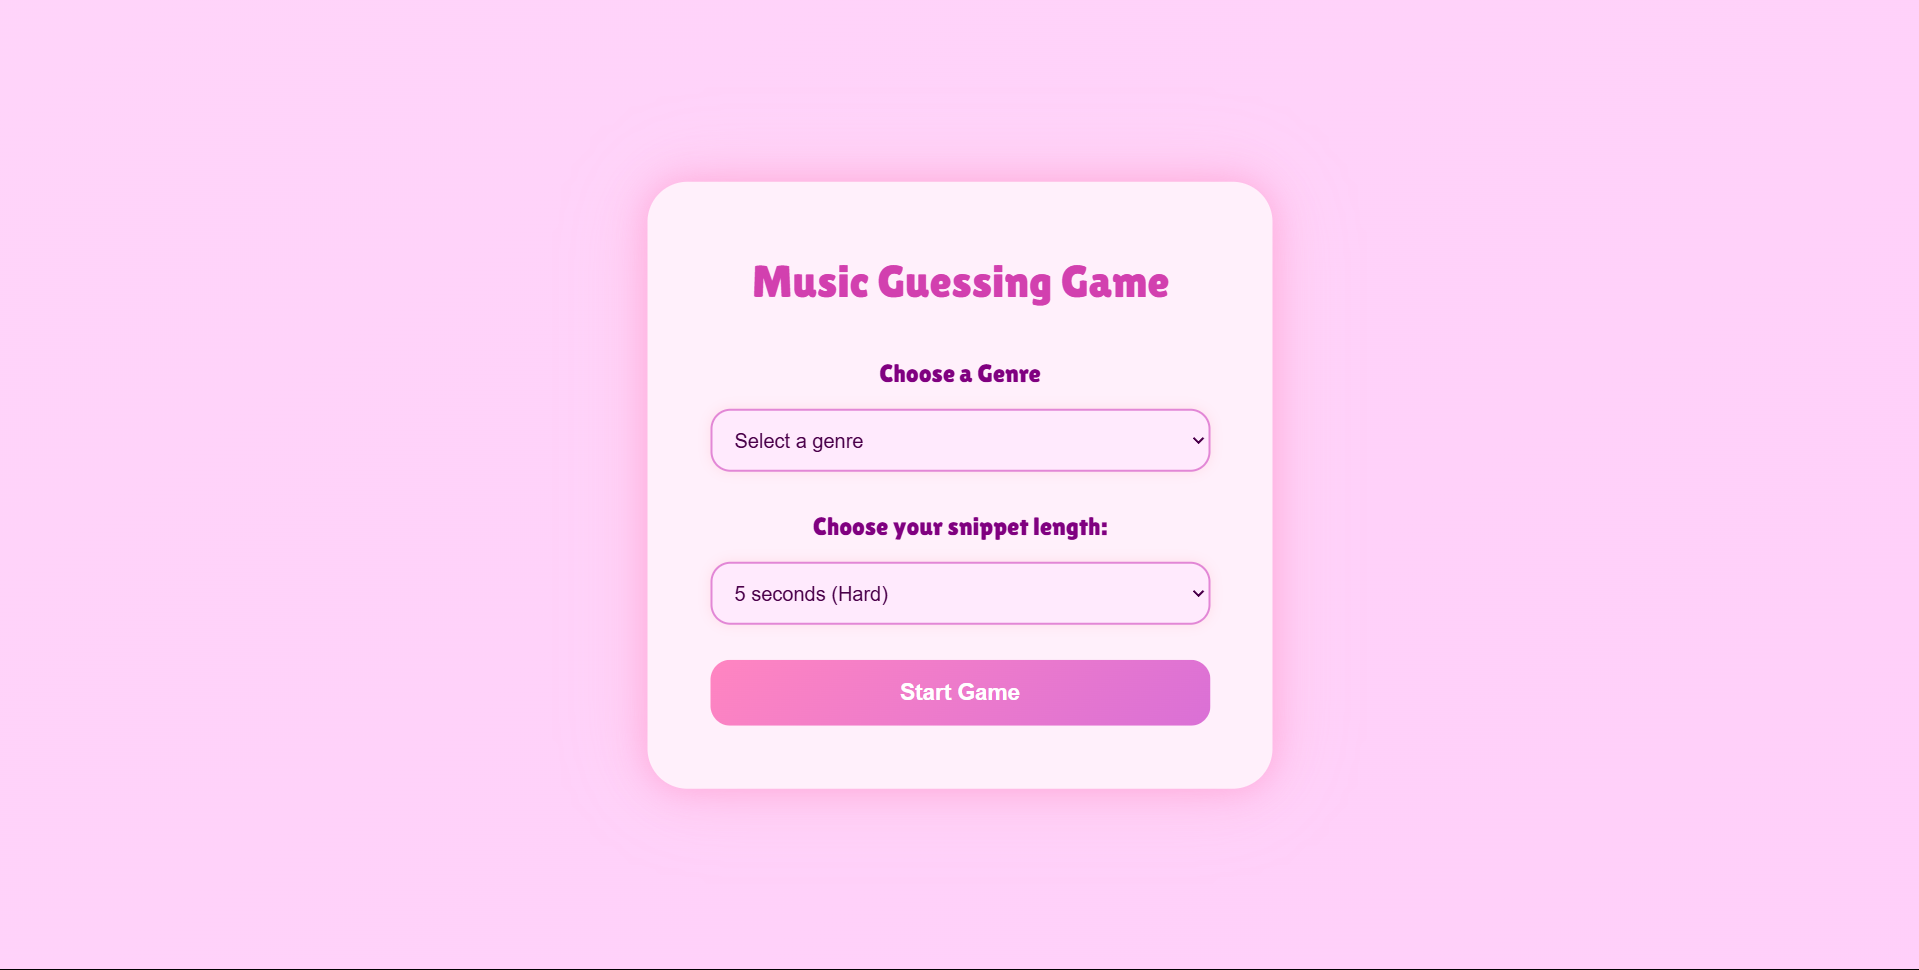 Music Guessing Game
Choose a Genre
Select a genre
Choose your snippet length:
5 seconds (Hard)
Start Game